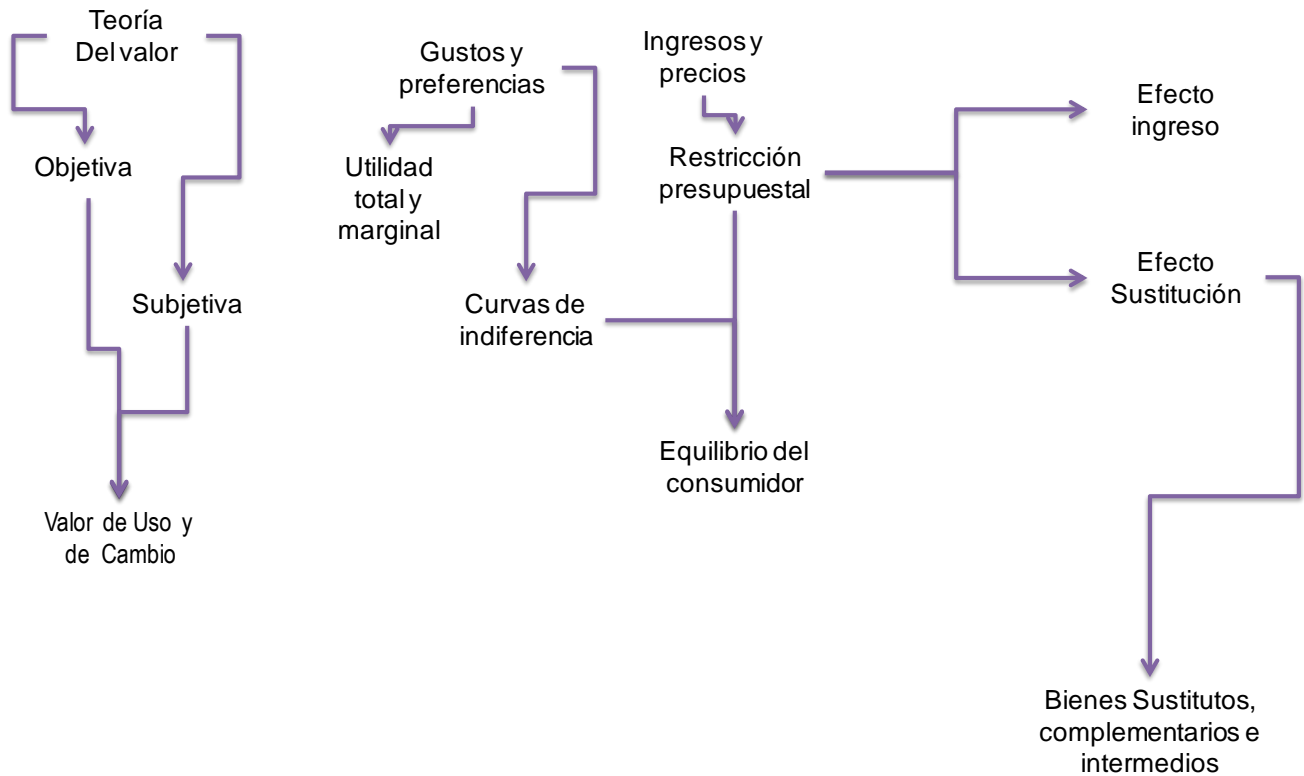 Teoría
Del valor
Objetiva
Subjetiva
Valor de Uso y
de Cambio
Gustos y
preferencias
Utilidad
total y
marginal
Curvas de
indiferencia
Ingresos y
precios
Restricción
presupuestal
Equilibrio del
consumidor
Efecto
ingreso
Efecto
Sustitución
Bienes Sustitutos,
complementarios e
intermedios